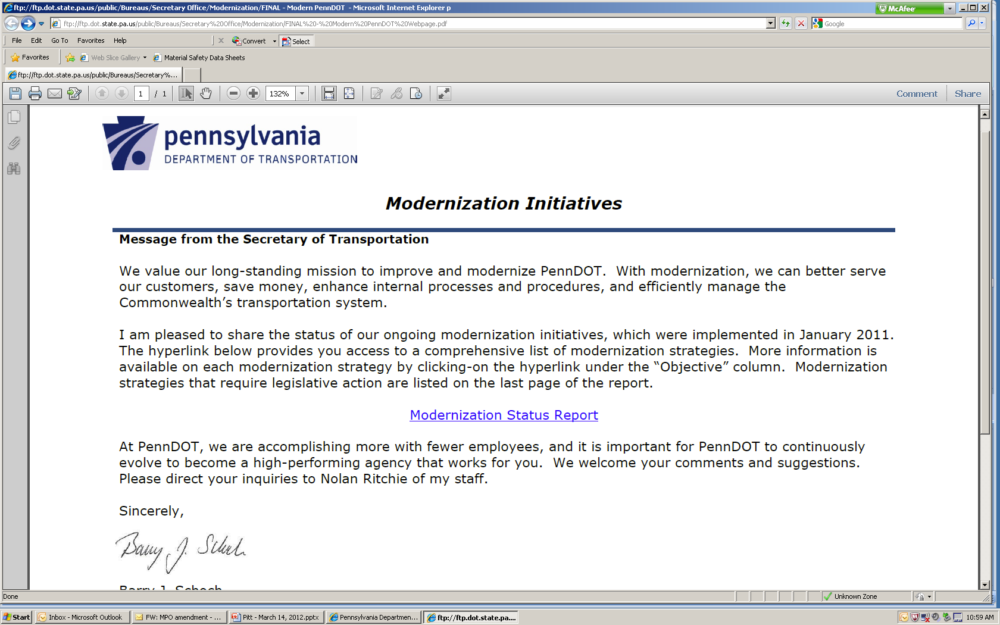 ftp://ftp.dot.state.pa.us/public/Bureaus/Secretary Office/Modernization/FINAL - Modern PennDOT - Microsoft Internet Explorer p
McAfee
ftp://ftp.dot.state.pa.us/public/Bureaus/Secretary%20Office/Modernization/FINAL%20-%20Modern%20PennDOT%20Webpage.pdf
Google
File Edit Go To Favorites Help
Convert Select
Favorites Web Slice Gallery Material Safety Data Sheets
ftp://ftp.dot.state.pa.us/public/Bureaus/Secretary%...
1 / 1 132% Comment Share
pennsylvania
DEPARTMENT OF TRANSPORTATION
Modernization Initiatives
Message from the Secretary of Transportation
We value our long-standing mission to improve and modernize PennDOT. With modernization, we can better serve
our customers, save money, enhance internal processes and procedures, and efficiently manage the
Commonwealth’s transportation system.
I am pleased to share the status of our ongoing modernization initiatives, which were implemented in January 2011.
The hyperlink below provides you access to a comprehensive list of modernization strategies. More information is
available on each modernization strategy by clicking-on the hyperlink under the “Objective” column. Modernization
strategies that require legislative action are listed on the last page of the report.
Modernization Status Report
At PennDOT, we are accomplishing more with fewer employees, and it is important for PennDOT to continuously
evolve to become a high-performing agency that works for you. We welcome your comments and suggestions.
Please direct your inquiries to Nolan Ritchie of my staff.
Sincerely,
Barry J. Schoch
Barry J. Schoch
Done Unknown Zone
Start Inbox - Microsoft Outlook FW: MPO amendment - ... Pitt - March 14, 2012.pptx Pennsylvania Departmen... ftp://ftp.dot.state.pa.... 10:59 AM